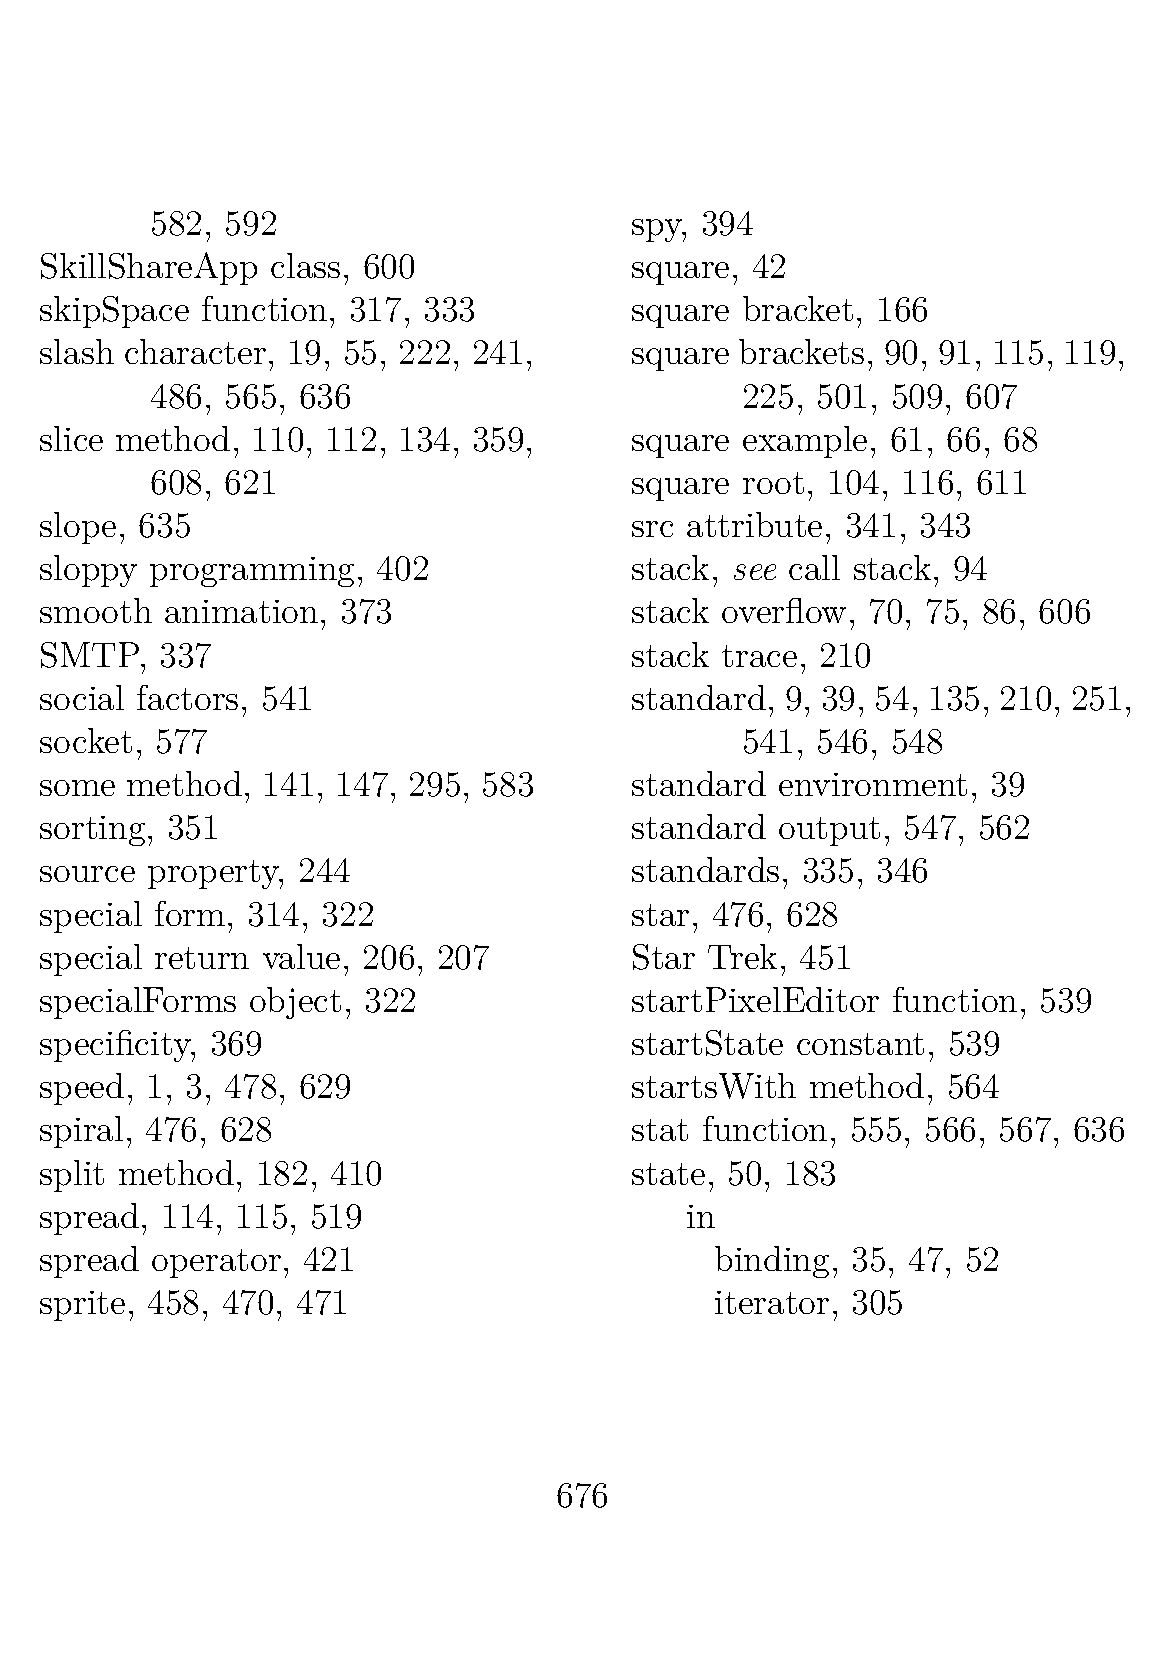 582, 592
SkillShareApp class, 600
skipSpace function, 317, 333
slash character, 19, 55, 222, 241,
486, 565, 636
slice method, 110, 112, 134, 359,
608, 621
slope, 635
sloppy programming, 402
smooth animation, 373
SMTP, 337
social factors, 541
socket, 577
some method, 141, 147, 295, 583
sorting, 351
source property, 244
special form, 314, 322
special return value, 206, 207
specialForms object, 322
specificity, 369
speed, 1, 3, 478, 629
spiral, 476, 628
split method, 182, 410
spread, 114, 115, 519
spread operator, 421
sprite, 458, 470, 471
spy, 394
square, 42
square bracket, 166
square brackets, 90, 91, 115, 119,
225, 501, 509, 607
square example, 61, 66, 68
square root, 104, 116, 611
src attribute, 341, 343
stack, see call stack, 94
stack overflow, 70, 75, 86, 606
stack trace, 210
standard, 9, 39, 54, 135, 210, 251,
541, 546, 548
standard environment, 39
standard output, 547, 562
standards, 335, 346
star, 476, 628
Star Trek, 451
startPixelEditor function, 539
startState constant, 539
startsWith method, 564
stat function, 555, 566, 567, 636
state, 50, 183
in
binding, 35, 47, 52
iterator, 305
676